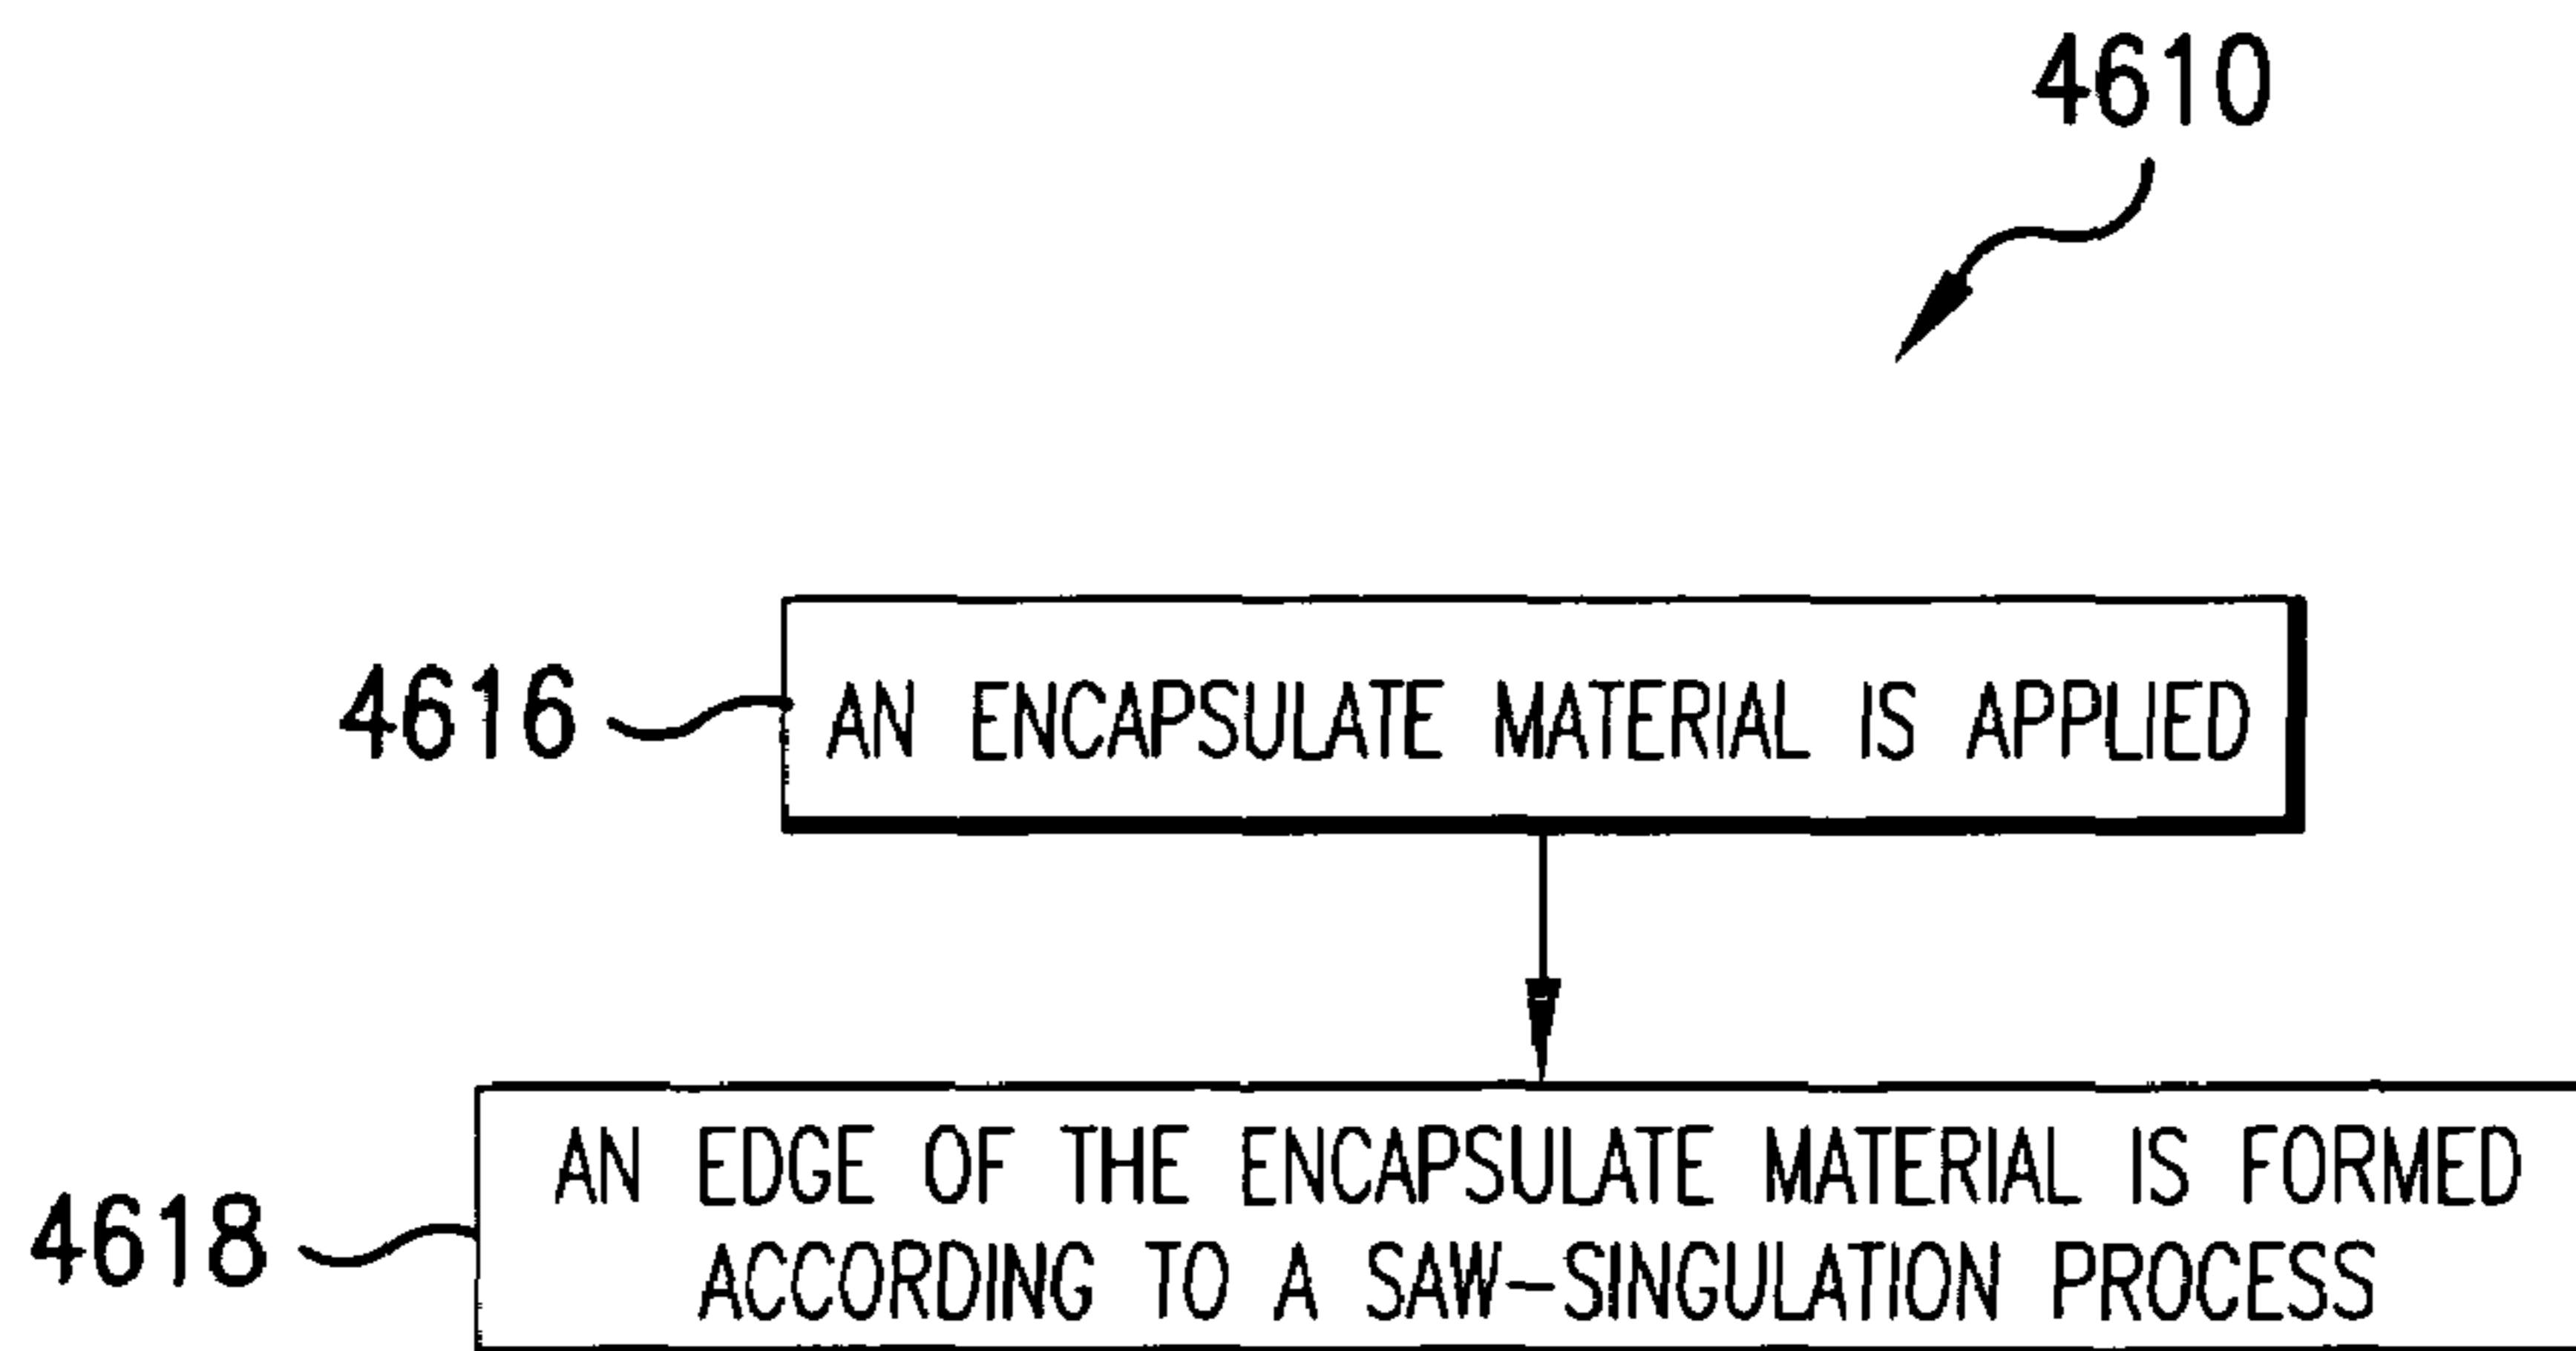 4610
4616
AN ENCAPSULATE MATERIAL IS APPLIED
4618
AN EDGE OF THE ENCAPSULATE MATERIAL IS FORMED
ACCORDING TO A SAW-SINGULATION PROCESS